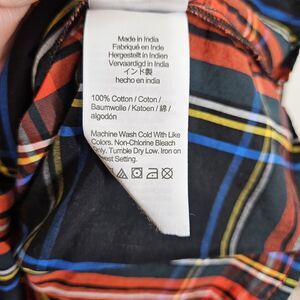 Made in India
Fabriqué en Inde
Hergestellt in Indien
Vervaardigd in India
インド製
hecho en india
100% Cotton / Coton /
Baumwolle / Katoen / 綿 /
algodón
Machine Wash Cold With Like
Colors. Non-Chlorine Bleach
Only. Tumble Dry Low. Iron on
Setting.